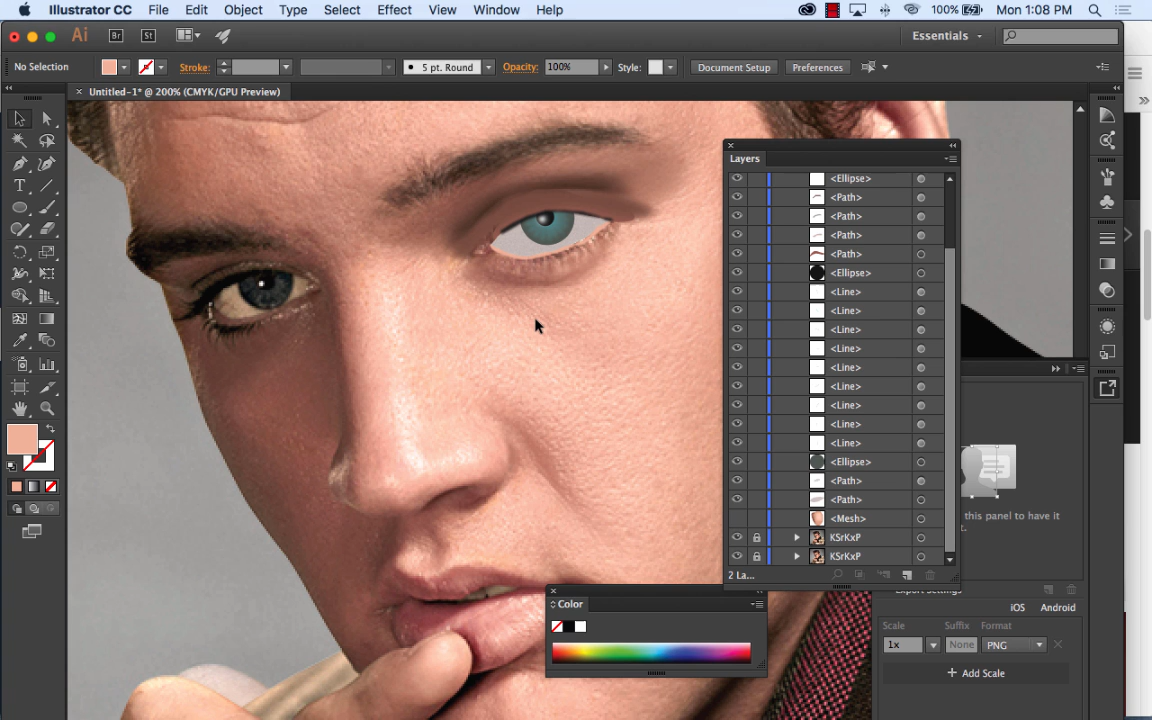 Illustrator CC File Edit Object Type Select Effect View Window Help 100% Mon 1:08 PM
Ai Br St Essentials
No Selection Stroke: 5 pt. Round Opacity: 100% Style: Document Setup Preferences
× Untitled-1* @ 200% (CMYK/GPU Preview)
Layers
<Ellipse>
<Path>
<Path>
<Path>
<Path>
<Ellipse>
<Line>
<Line>
<Line>
<Line>
<Line>
<Line>
<Line>
<Line>
<Line>
<Ellipse>
<Path>
<Path>
<Mesh>
KSrKxP
KSrKxP
2 La...
this panel to have it
Color
Export Settings
iOS Android
Scale Suffix Format
1x None PNG
+ Add Scale